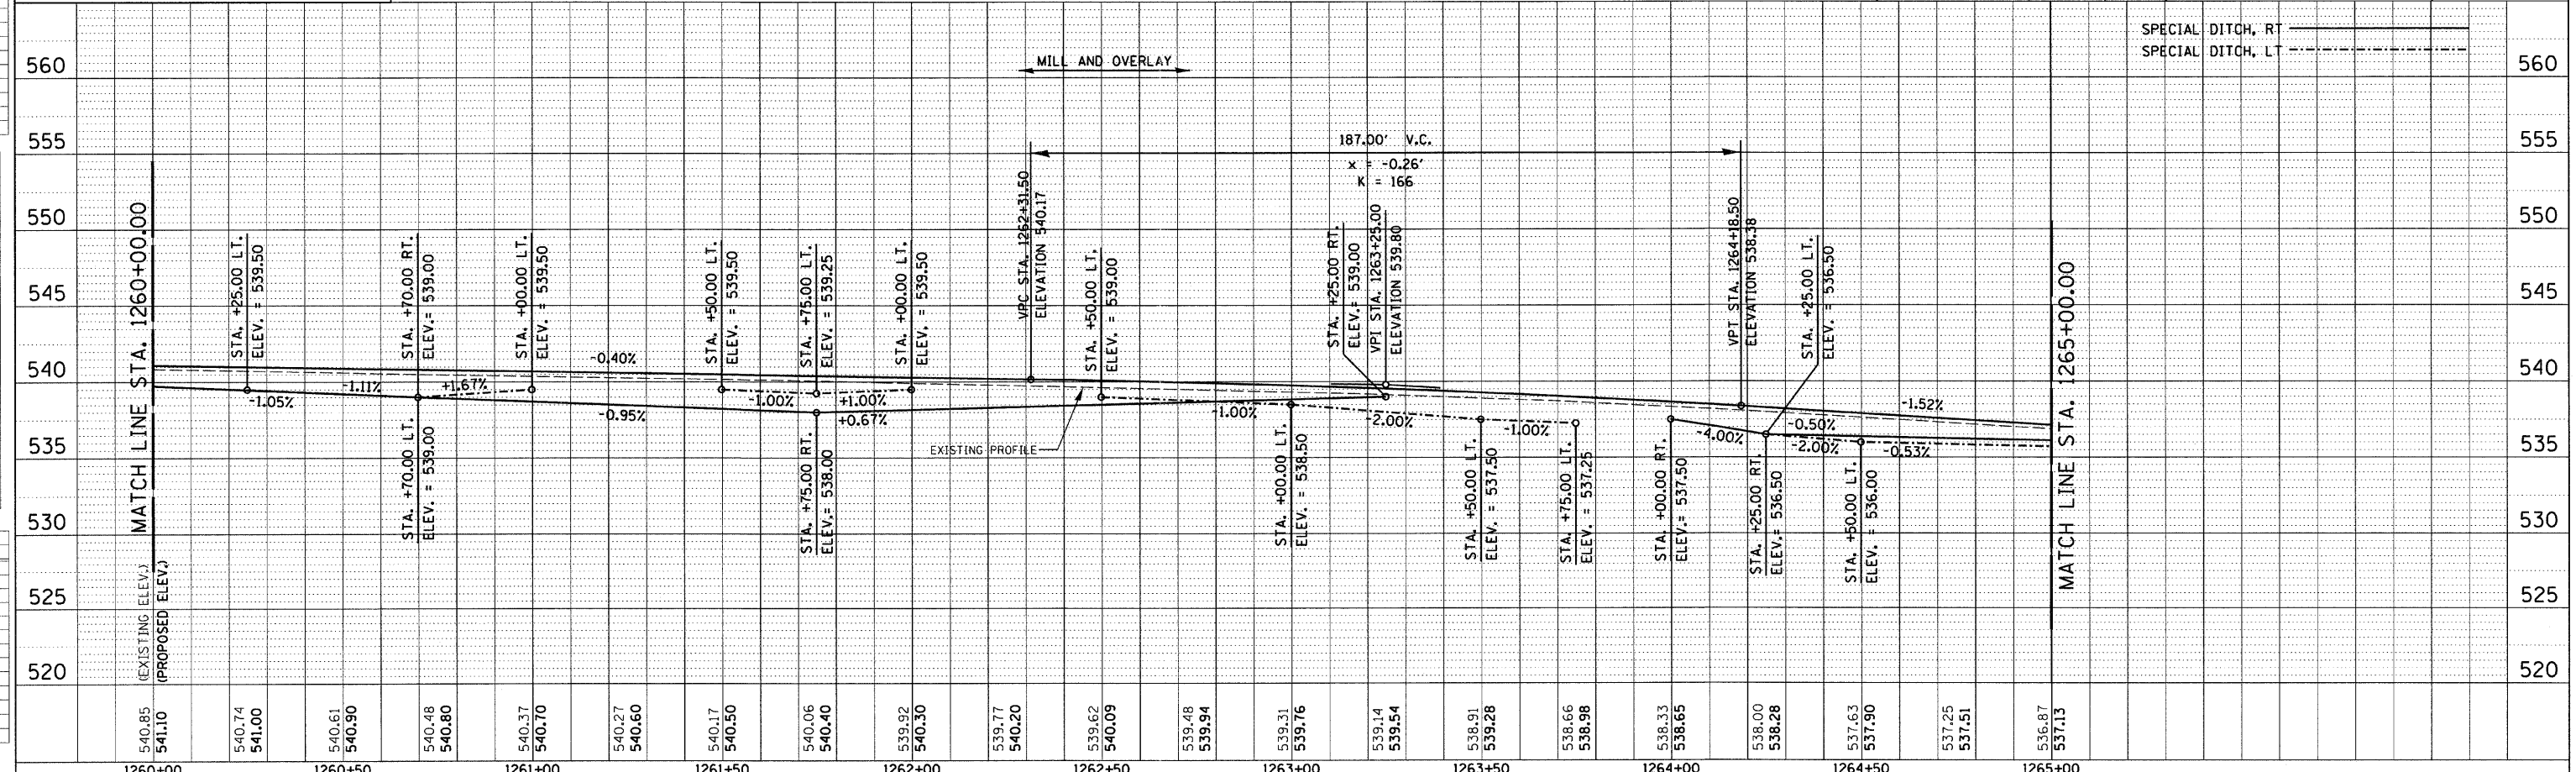 SPECIAL DITCH, RT
SPECIAL DITCH, LT
MILL AND OVERLAY
560
560
555
555
550
550
545
545
540
540
535
535
530
530
525
525
520
520
187.00' V.C.
x = -0.26'
K = 166
MATCH LINE STA. 1260+00.00
STA. +25.00 LT.
ELEV. = 539.50
STA. +70.00 RT.
ELEV.= 539.00
STA. +00.00 LT.
ELEV. = 539.50
STA. +50.00 LT.
ELEV. = 539.50
STA. +75.00 LT.
ELEV. = 539.25
STA. +00.00 LT.
ELEV. = 539.50
VPC STA. 1262+31.50
ELEVATION 540.17
STA. +50.00 LT.
ELEV. = 539.00
STA. +25.00 RT.
ELEV.= 539.00
VPI STA. 1263+25.00
ELEVATION 539.80
VPT STA. 1264+18.50
ELEVATION 538.38
STA. +25.00 LT.
ELEV. = 536.50
MATCH LINE STA. 1265+00.00
-0.40%
-1.11%
+1.67%
-1.05%
-0.95%
-1.00%
+1.00%
+0.67%
-1.00%
-2.00%
-1.00%
-4.00%
-0.50%
-2.00%
-0.53%
-1.52%
EXISTING PROFILE
STA. +70.00 LT.
ELEV. = 539.00
STA. +75.00 RT.
ELEV.= 538.00
STA. +00.00 LT.
ELEV. = 538.50
STA. +50.00 LT.
ELEV. = 537.50
STA. +75.00 LT.
ELEV. = 537.25
STA. +00.00 RT.
ELEV.= 537.50
STA. +25.00 RT.
ELEV.= 536.50
STA. +50.00 LT.
ELEV. = 536.00
(EXISTING ELEV.)
(PROPOSED ELEV.)
540.85
541.10
540.74
541.00
540.61
540.90
540.48
540.80
540.37
540.70
540.27
540.60
540.17
540.50
540.06
540.40
539.92
540.30
539.77
540.20
539.62
540.09
539.48
539.94
539.31
539.76
539.14
539.54
538.91
539.28
538.66
538.98
538.33
538.65
538.00
538.28
537.63
537.90
537.25
537.51
536.87
537.13
1260+00
1260+50
1261+00
1261+50
1262+00
1262+50
1263+00
1263+50
1264+00
1264+50
1265+00